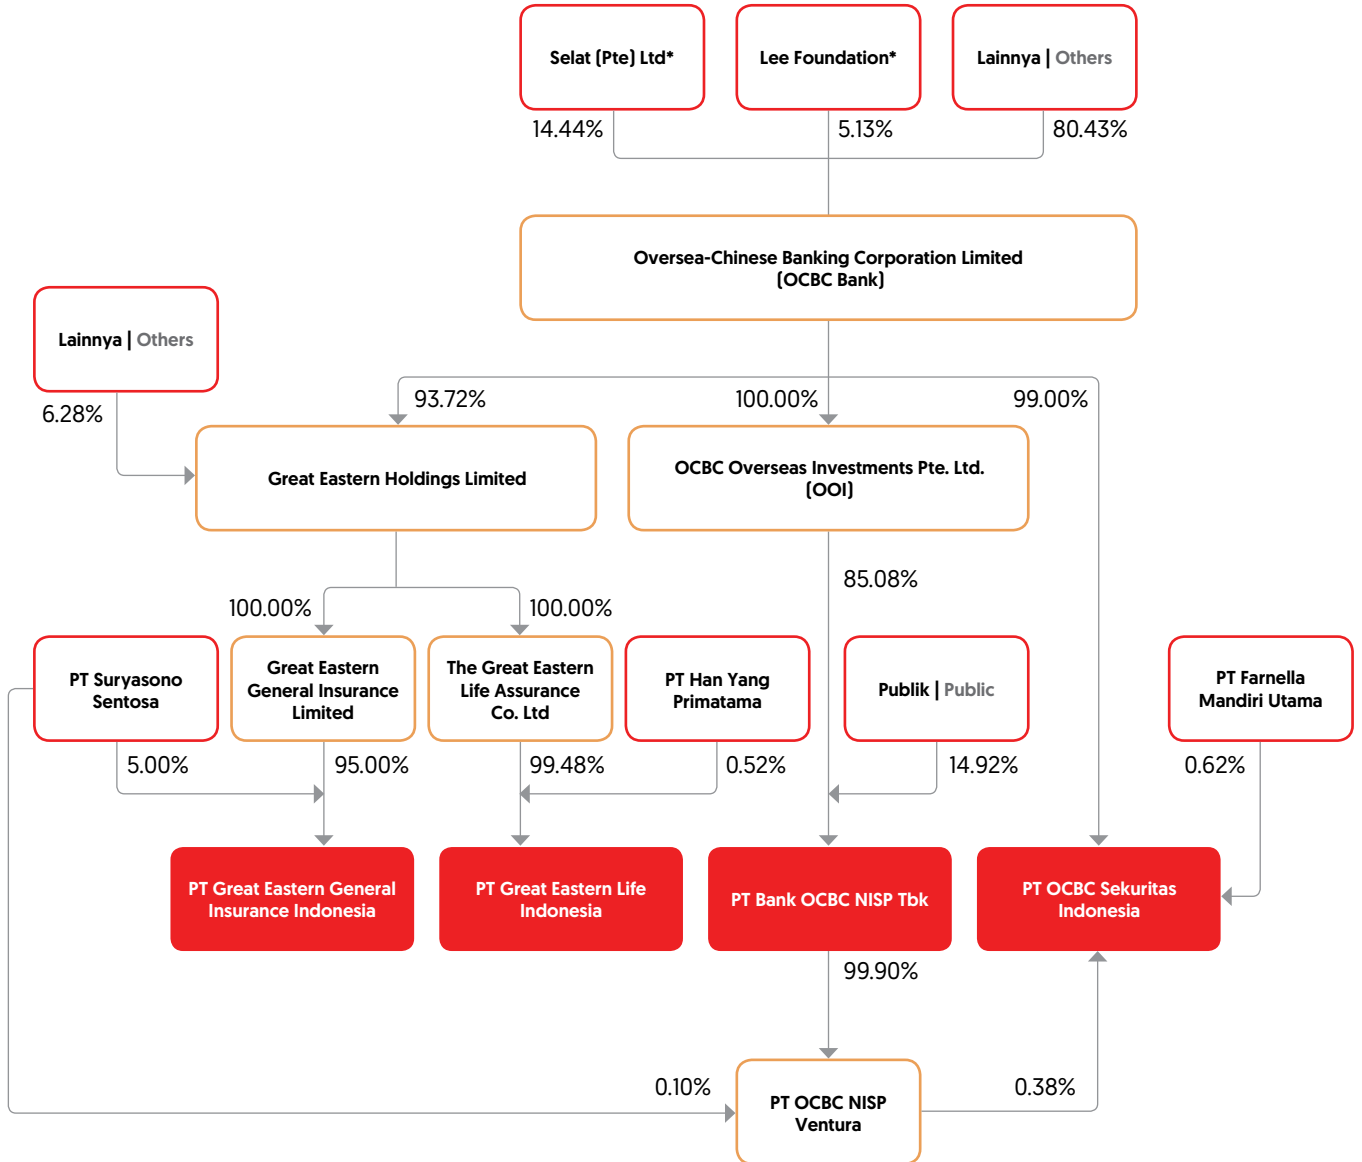 Selat (Pte) Ltd*
Lee Foundation*
Lainnya | Others
14.44%
5.13%
80.43%
Oversea-Chinese Banking Corporation Limited
(OCBC Bank)
Lainnya | Others
6.28%
93.72%
100.00%
99.00%
Great Eastern Holdings Limited
OCBC Overseas Investments Pte. Ltd.
(OOI)
85.08%
100.00%
100.00%
PT Suryasono
Sentosa
Great Eastern
General Insurance
Limited
The Great Eastern
Life Assurance
Co. Ltd
PT Han Yang
Primatama
Publik | Public
PT Farnella
Mandiri Utama
5.00%
95.00%
99.48%
0.52%
14.92%
0.62%
PT Great Eastern General
Insurance Indonesia
PT Great Eastern Life
Indonesia
PT Bank OCBC NISP Tbk
PT OCBC Sekuritas
Indonesia
99.90%
0.10%
PT OCBC NISP
Ventura
0.38%